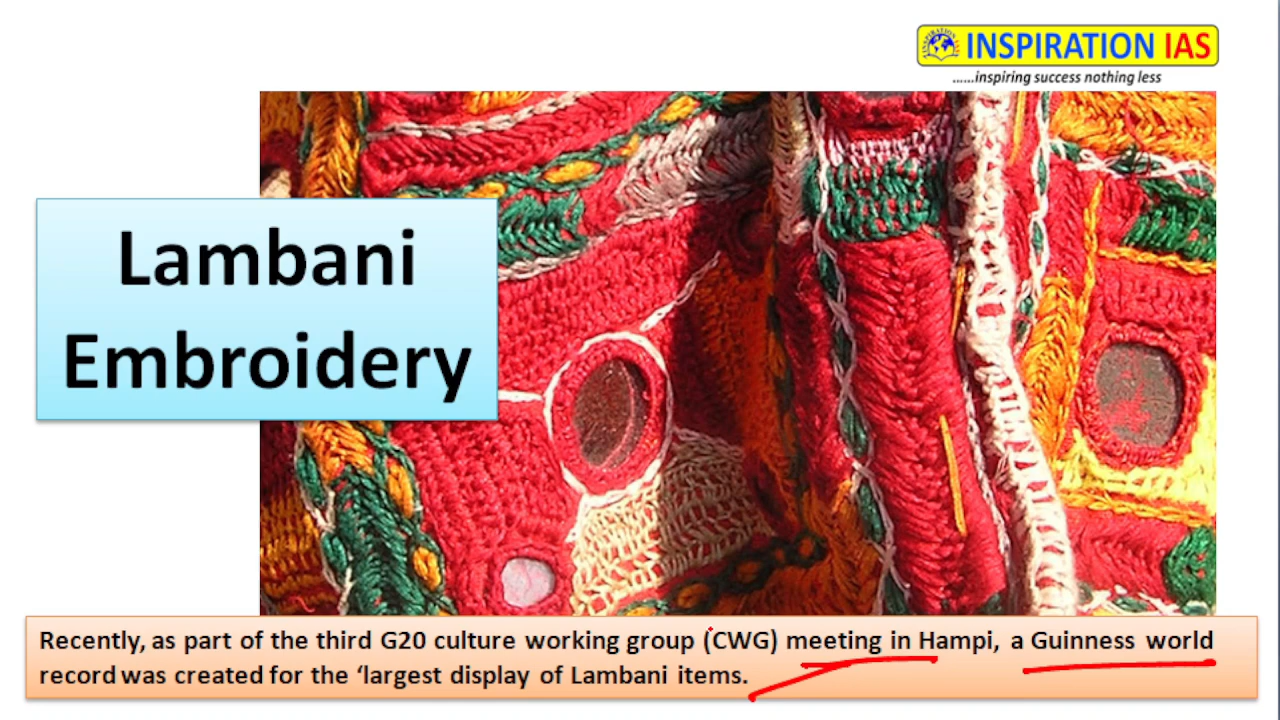 INSPIRATION IAS
......inspiring success nothing less
Lambani
Embroidery
Recently, as part of the third G20 culture working group (CWG) meeting in Hampi, a Guinness world
record was created for the ‘largest display of Lambani items.